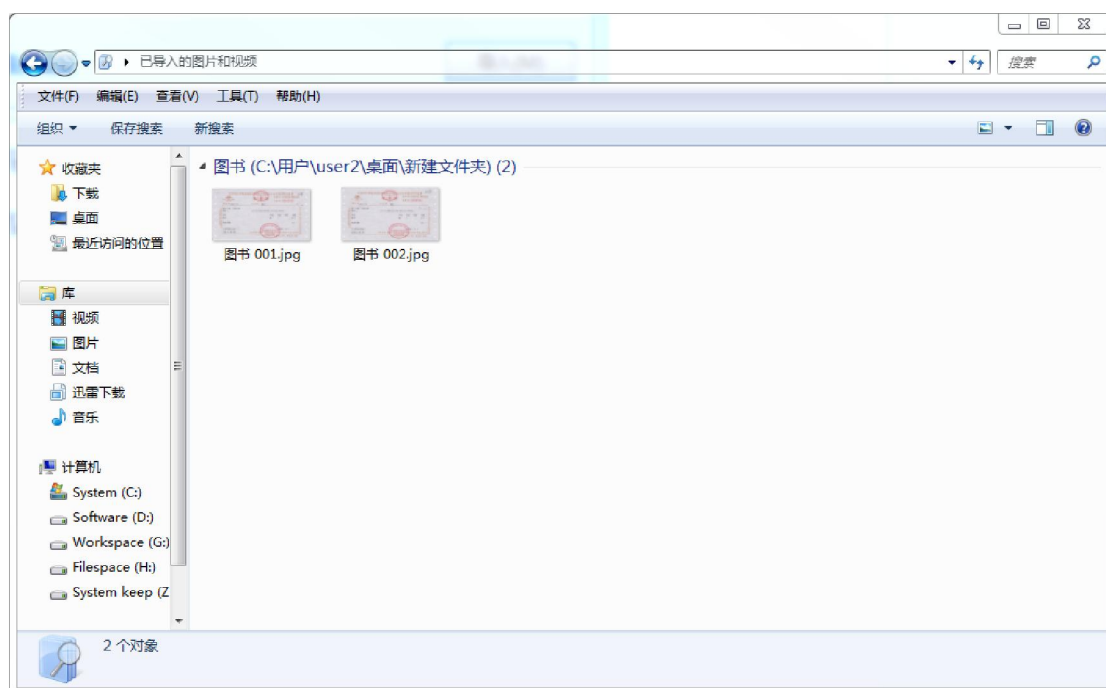 已导入的图片和视频
搜索
文件(F) 编辑(E) 查看(V) 工具(T) 帮助(H)
组织 保存搜索 新搜索
收藏夹
下载
桌面
最近访问的位置
库
视频
图片
文档
迅雷下载
音乐
计算机
System (C:)
Software (D:)
Workspace (G:)
Filespace (H:)
System keep (Z
图书 (C:\用户\user2\桌面\新建文件夹) (2)
图书 001.jpg 图书 002.jpg
2 个对象